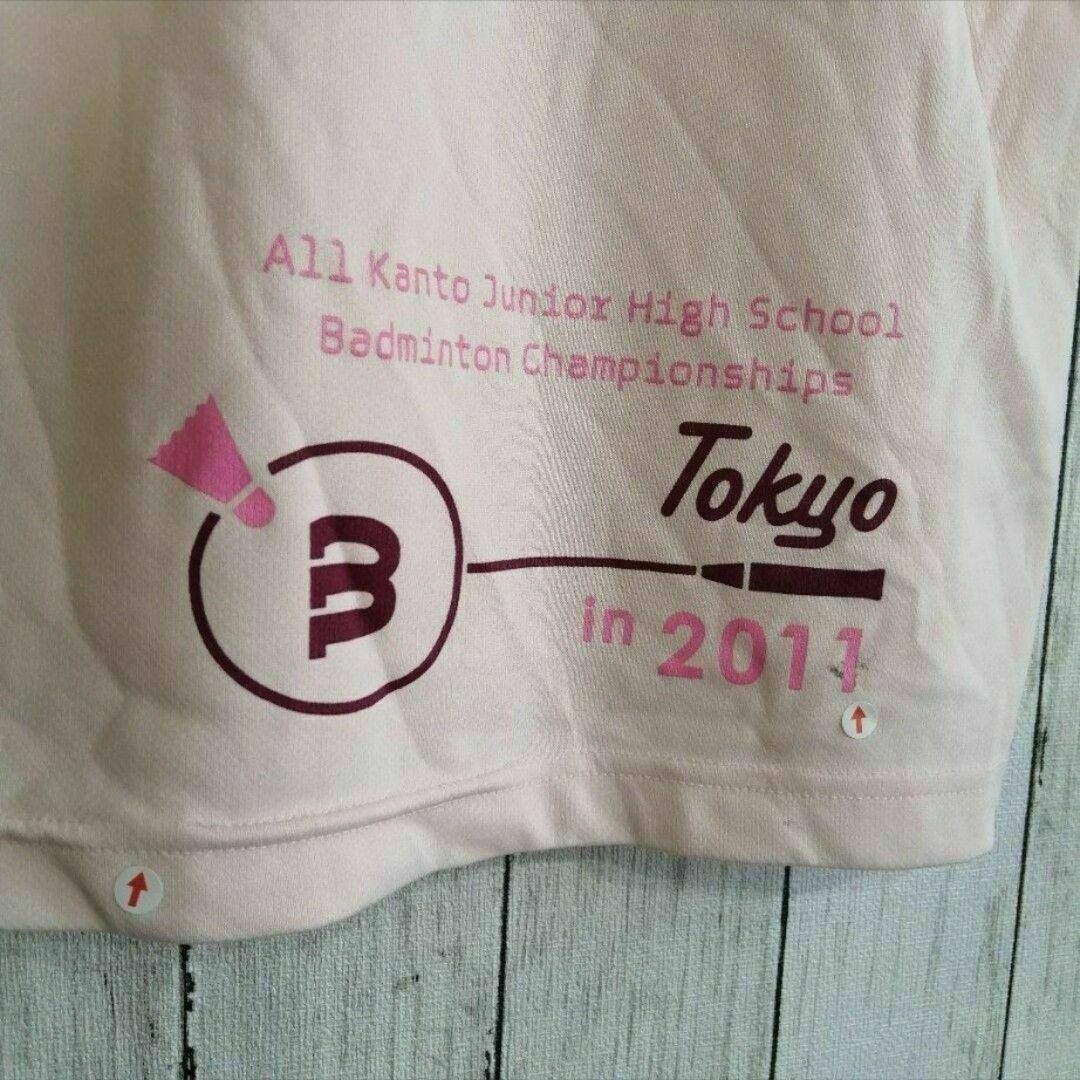 All Kanto Junior High School
Badminton Championships
B
Tokyo
in 2011